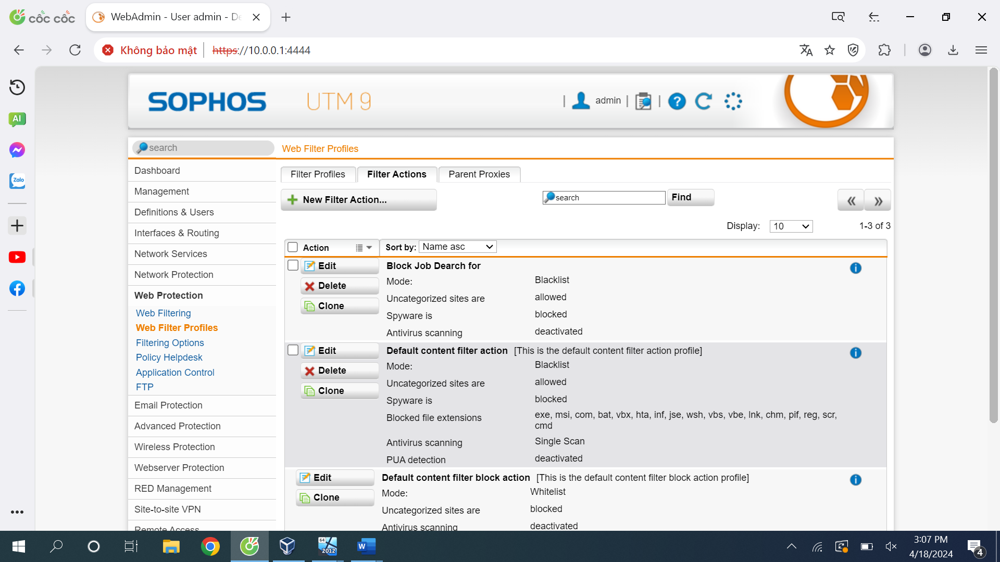 cốc cốc
WebAdmin - User admin - De
Không bảo mật
https://10.0.0.1:4444
AI
Zalo
SOPHOS
UTM 9
admin
search
Web Filter Profiles
Dashboard
Management
Definitions & Users
Interfaces & Routing
Network Services
Network Protection
Web Protection
Web Filtering
Web Filter Profiles
Filtering Options
Policy Helpdesk
Application Control
FTP
Email Protection
Advanced Protection
Wireless Protection
Webserver Protection
RED Management
Site-to-site VPN
Remote Access
Filter Profiles
Filter Actions
Parent Proxies
New Filter Action...
search
Find
Display: 10
1-3 of 3
Action
Sort by: Name asc
Edit
Delete
Clone
Block Job Dearch for
Mode: Blacklist
Uncategorized sites are allowed
Spyware is blocked
Antivirus scanning deactivated
Edit
Delete
Clone
Default content filter action [This is the default content filter action profile]
Mode: Blacklist
Uncategorized sites are allowed
Spyware is blocked
Blocked file extensions exe, msi, com, bat, vbx, hta, inf, jse, wsh, vbs, vbe, lnk, chm, pif, reg, scr,
cmd
Antivirus scanning Single Scan
PUA detection deactivated
Edit
Clone
Default content filter block action [This is the default content filter block action profile]
Mode: Whitelist
Uncategorized sites are blocked
Antivirus scanning deactivated
64
2012
W
3:07 PM
4/18/2024
4